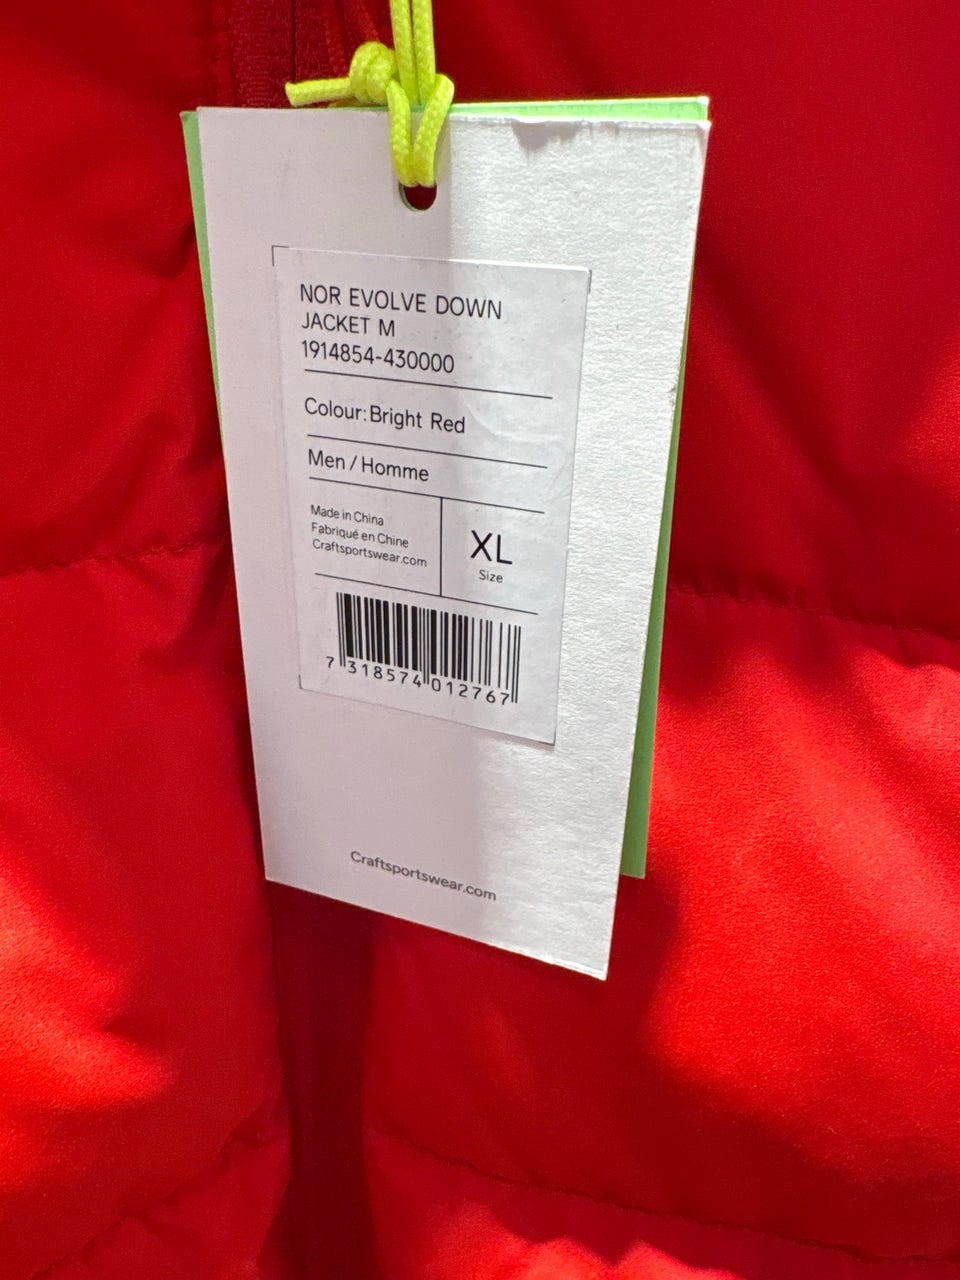 NOR EVOLVE DOWN
JACKET M
1914854-430000
Colour: Bright Red
Men / Homme
Made in China
Fabriqué en Chine
Craftsportswear.com
XL
Size
7 318574 012767
Craftsportswear.com